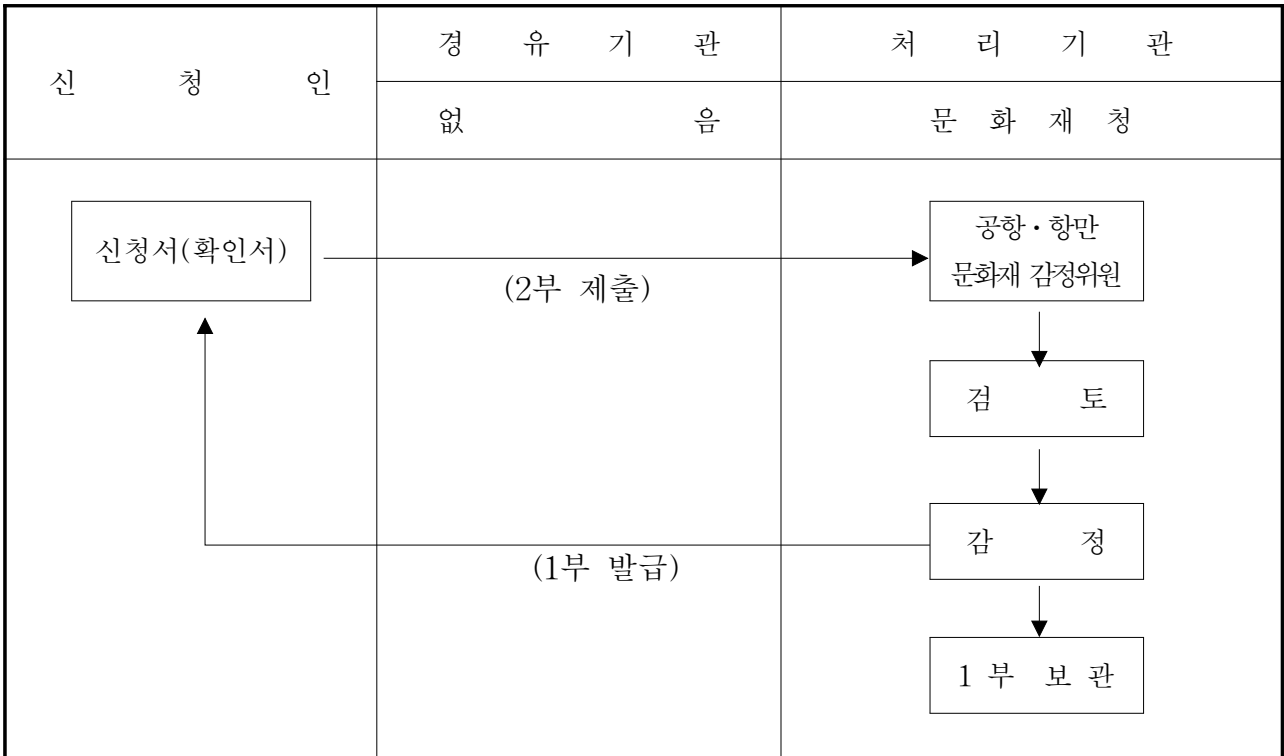 신 청 인
경 유 기 관
처 리 기 관
없 음
문 화 재 청
신청서(확인서)
(2부 제출)
공항·항만
문화재 감정위원
검 토
감 정
(1부 발급)
1 부 보 관